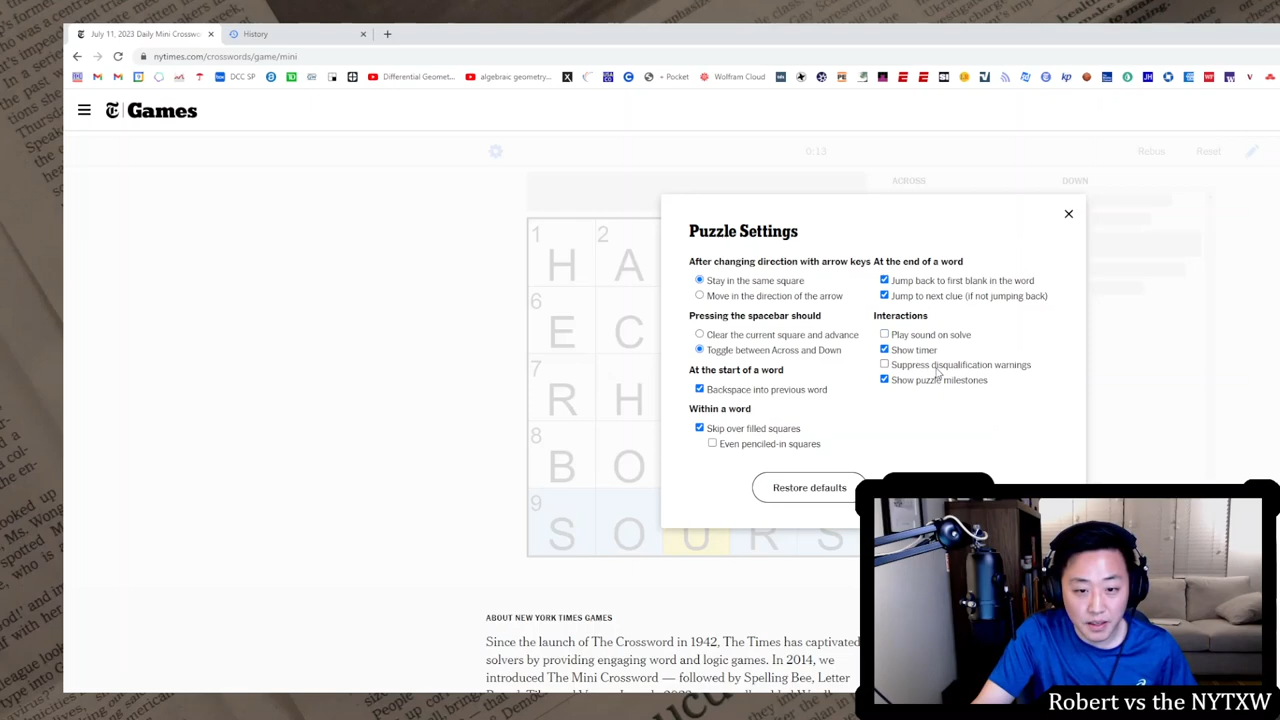 July 11, 2023 Daily Mini Crosswo
History
nytimes.com/crosswords/game/mini
DCC SP
Differential Geomet...
algebraic geometry...
+ Pocket
Wolfram Cloud
Games
0:13
Rebus
Reset
ACROSS
DOWN
Puzzle Settings
After changing direction with arrow keys
Stay in the same square
Move in the direction of the arrow
Pressing the spacebar should
Clear the current square and advance
Toggle between Across and Down
At the start of a word
Backspace into previous word
Within a word
Skip over filled squares
Even penciled-in squares
At the end of a word
Jump back to first blank in the word
Jump to next clue (if not jumping back)
Interactions
Play sound on solve
Show timer
Suppress disqualification warnings
Show puzzle milestones
Restore defaults
1 H 2 A
6 E C
7 R H
8 B O
9 S O U R S
ABOUT NEW YORK TIMES GAMES
Since the launch of The Crossword in 1942, The Times has captivated
solvers by providing engaging word and logic games. In 2014, we
introduced The Mini Crossword — followed by Spelling Bee, Letter
Robert vs the NYTXW